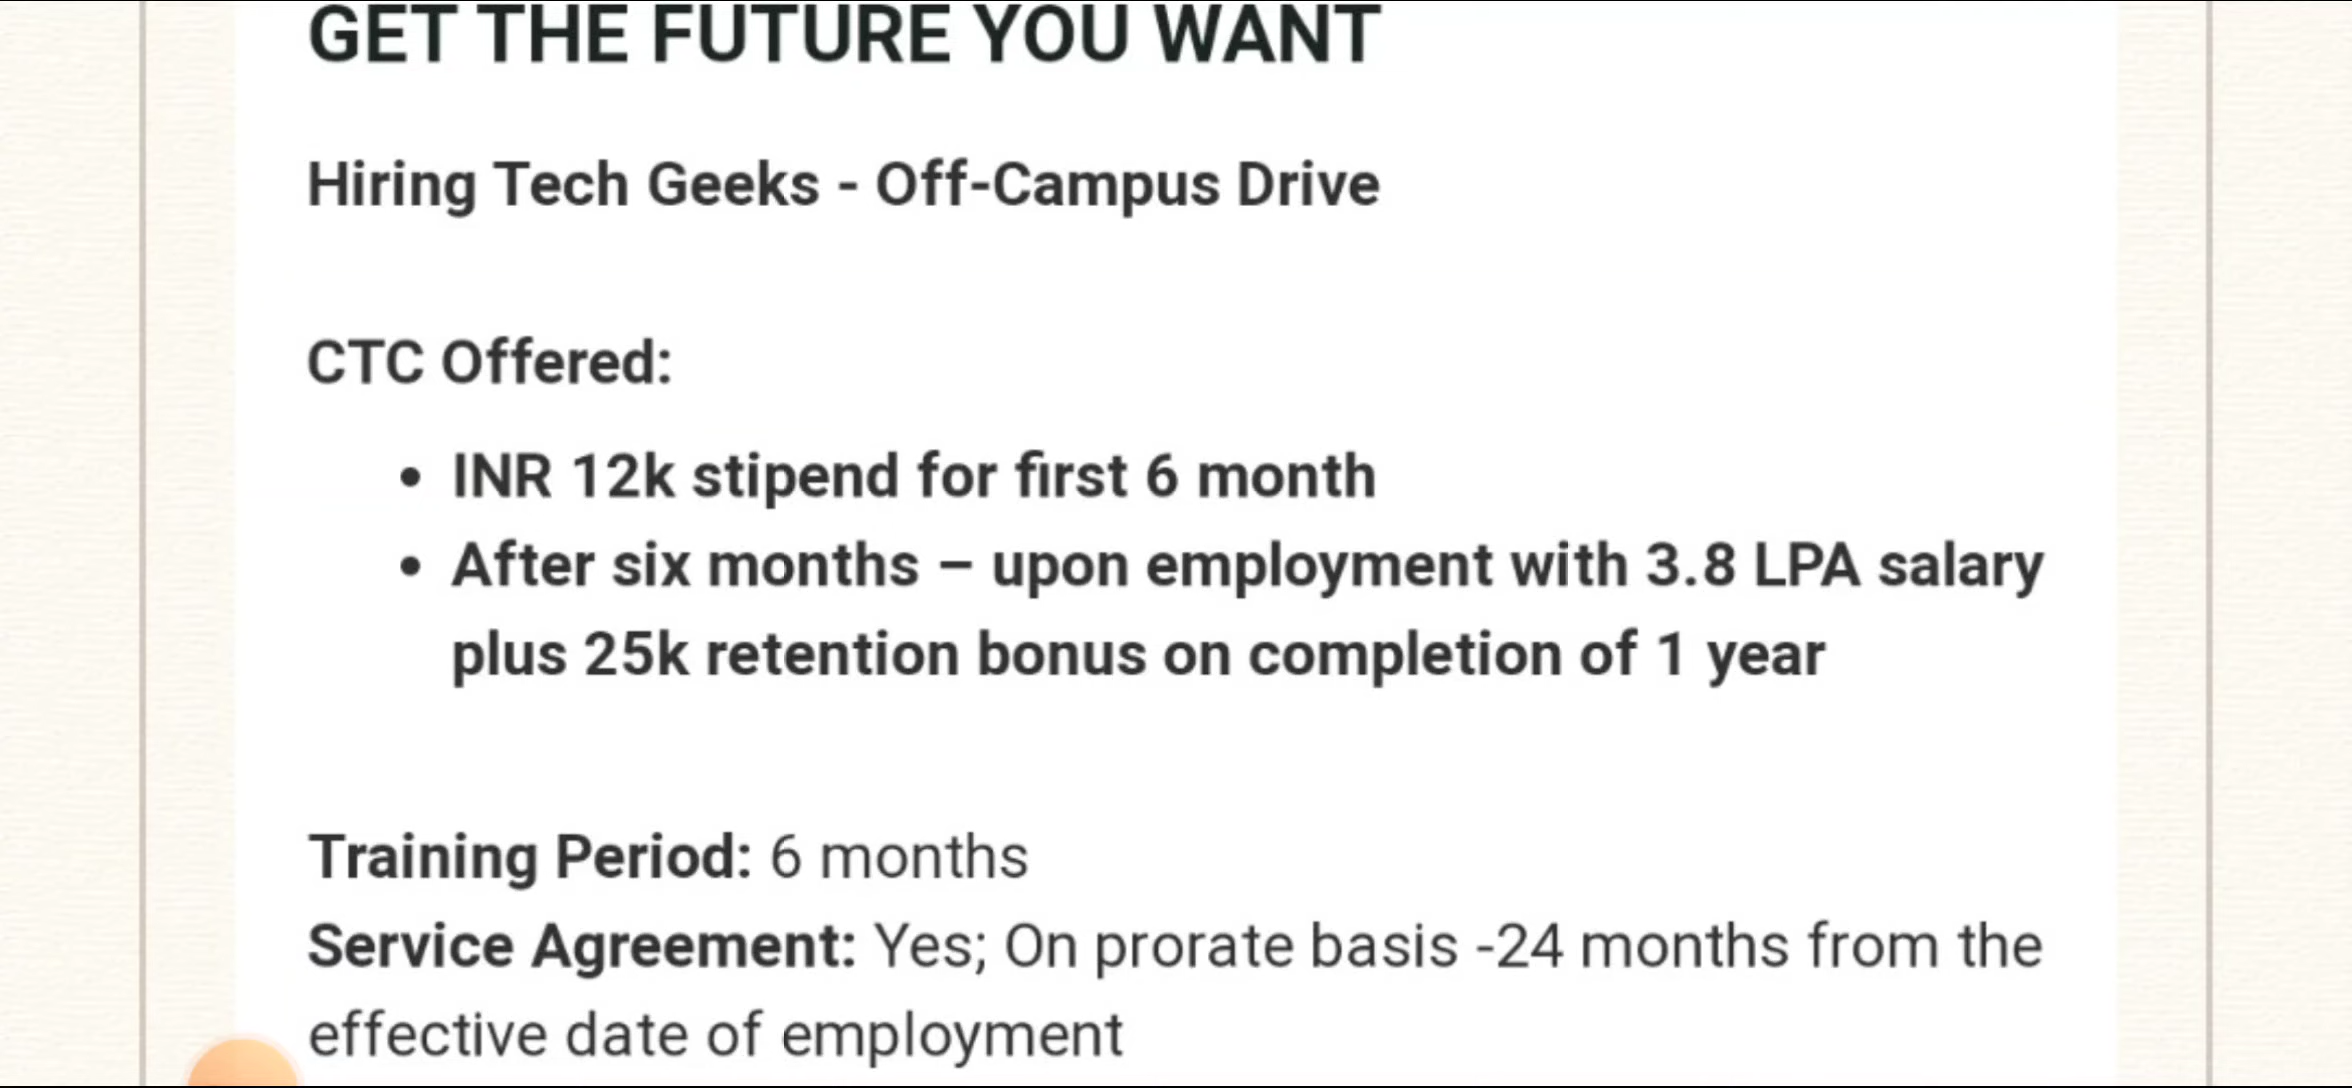 GET THE FUTURE YOU WANT
Hiring Tech Geeks - Off-Campus Drive
CTC Offered:
• INR 12k stipend for first 6 month
• After six months – upon employment with 3.8 LPA salary
plus 25k retention bonus on completion of 1 year
Training Period: 6 months
Service Agreement: Yes; On prorate basis -24 months from the
effective date of employment